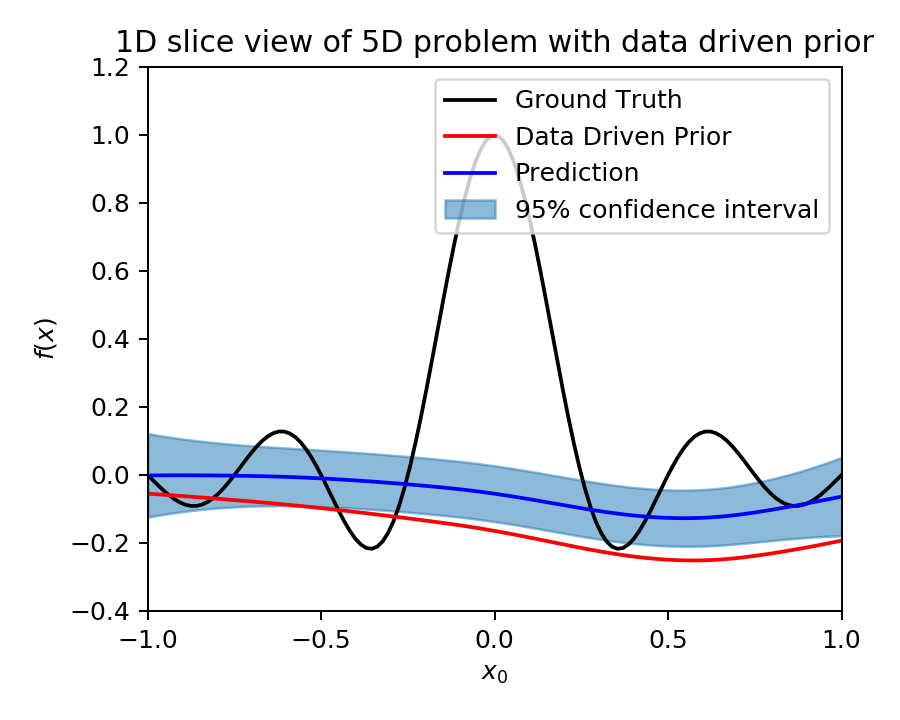 1D slice view of 5D problem with data driven prior
Ground Truth
Data Driven Prior
Prediction
95% confidence interval
1.2
1.0
0.8
0.6
0.4
0.2
0.0
−0.2
−0.4
f(x)
−1.0 −0.5 0.0 0.5 1.0
x₀